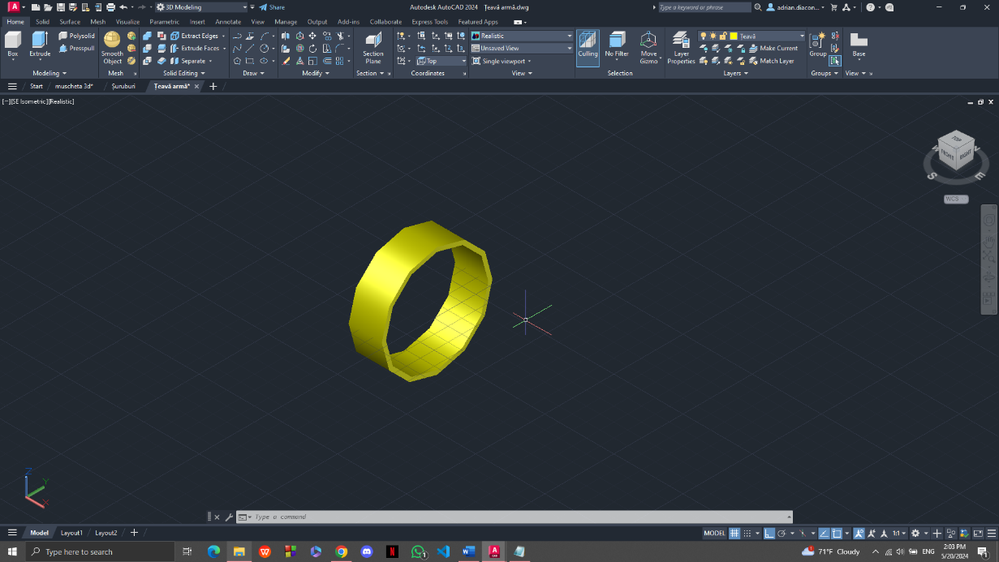 3D Modeling Share Autodesk AutoCAD 2024 Țeavă armă.dwg Type a keyword or phrase adrian.diacon...
Home Solid Surface Mesh Visualize Parametric Insert Annotate View Manage Output Add-ins Collaborate Express Tools Featured Apps
Polysolid Extrude Edges Realistic Țeavă
Presspull Extrude Faces Unsaved View Make Current
Box Extrude Smooth Object Separate Section Plane Top Single viewport Culling No Filter Move Gizmo Layer Properties Match Layer Group Base
Modeling Mesh Solid Editing Draw Modify Section Coordinates View Selection Layers Groups View
Start muscheta 3d* Șuruburi Țeavă armă*
[−][SE Isometric][Realistic]
TOP
FRONT RIGHT
S E
WCS
Z
Y
X
Type a command
Model Layout1 Layout2 MODEL 1:1
Type here to search 71°F Cloudy ENG 2:03 PM
5/20/2024